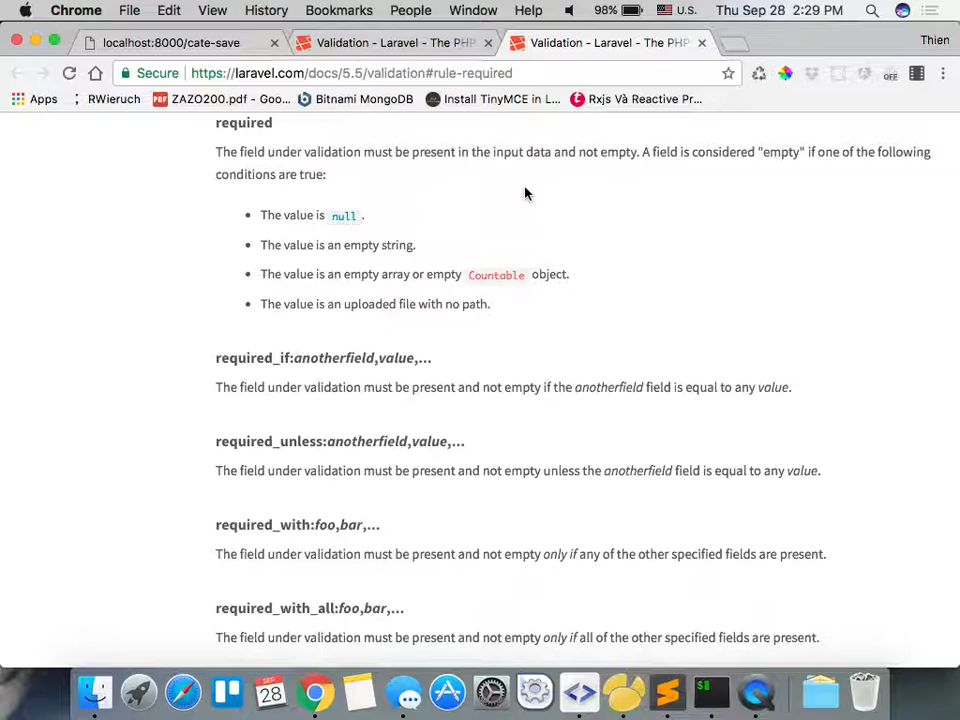 Chrome File Edit View History Bookmarks People Window Help 98% U.S. Thu Sep 28 2:29 PM
localhost:8000/cate-save Validation - Laravel - The PHP Validation - Laravel - The PHP Thien
Secure https://laravel.com/docs/5.5/validation#rule-required OFF
Apps RWieruch PDF ZAZO200.pdf - Goo... Bitnami MongoDB Install TinyMCE in L... Rxjs Và Reactive Pr...
required
The field under validation must be present in the input data and not empty. A field is considered "empty" if one of the following
conditions are true:
• The value is null.
• The value is an empty string.
• The value is an empty array or empty Countable object.
• The value is an uploaded file with no path.
required_if:anotherfield,value,...
The field under validation must be present and not empty if the anotherfield field is equal to any value.
required_unless:anotherfield,value,...
The field under validation must be present and not empty unless the anotherfield field is equal to any value.
required_with:foo,bar,...
The field under validation must be present and not empty only if any of the other specified fields are present.
required_with_all:foo,bar,...
The field under validation must be present and not empty only if all of the other specified fields are present.
SEP
28